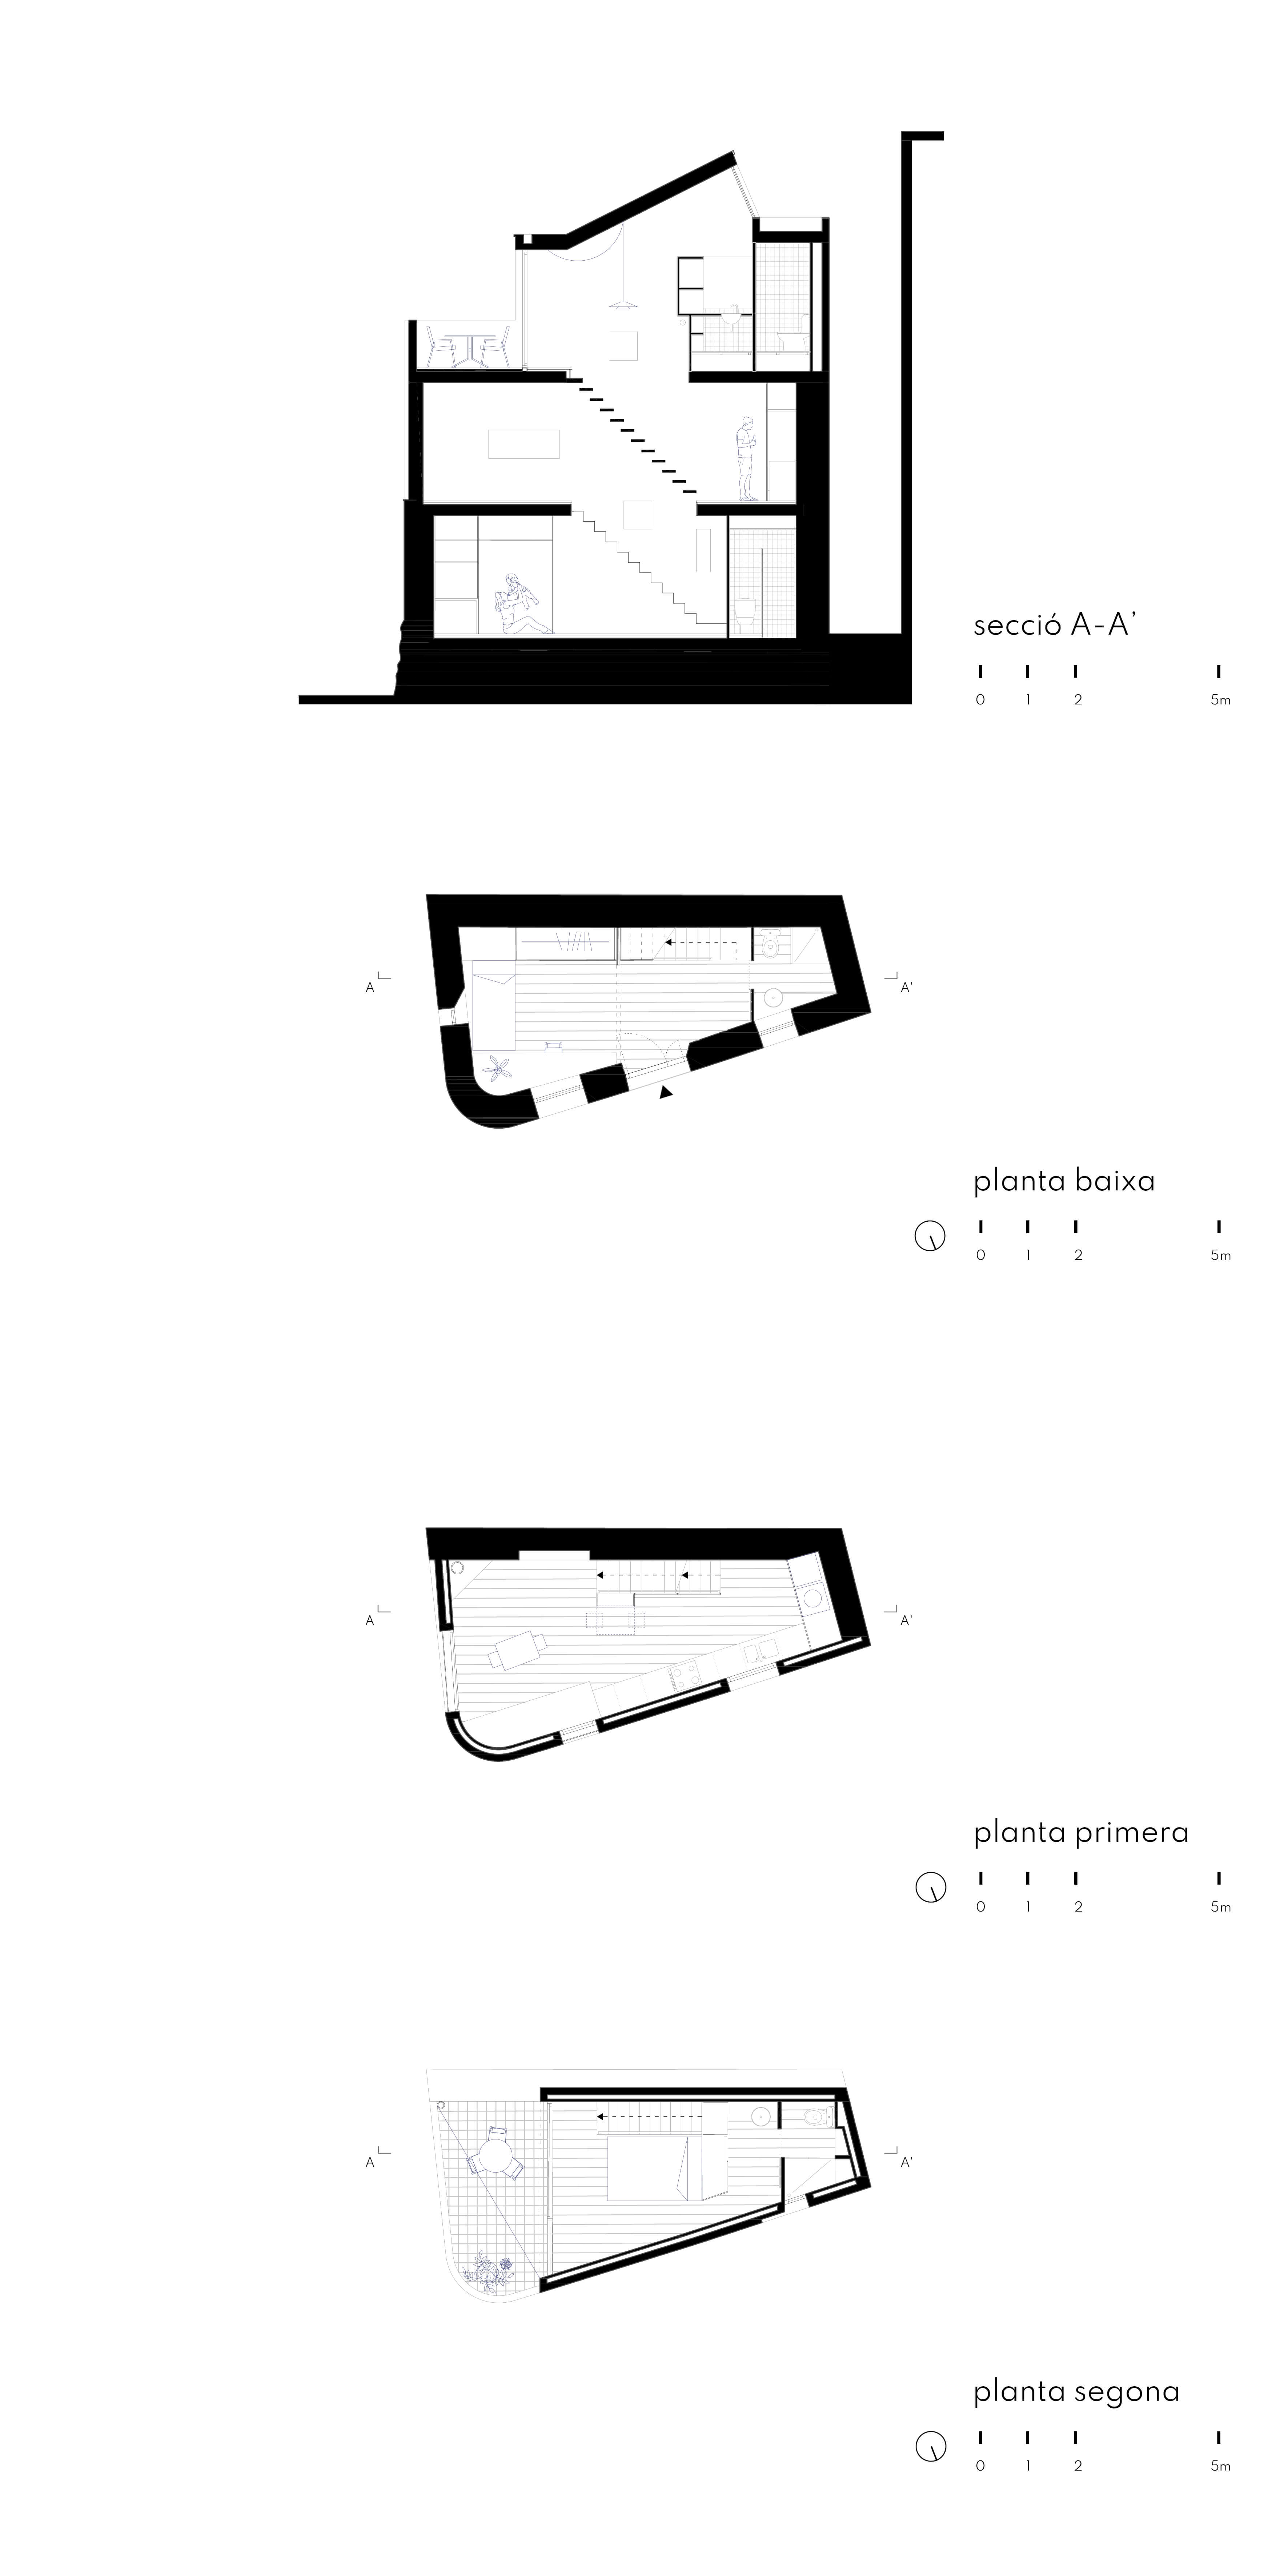 secció A-A’
0 1 2 5m
A A'
planta baixa
0 1 2 5m
A A'
planta primera
0 1 2 5m
A A'
planta segona
0 1 2 5m